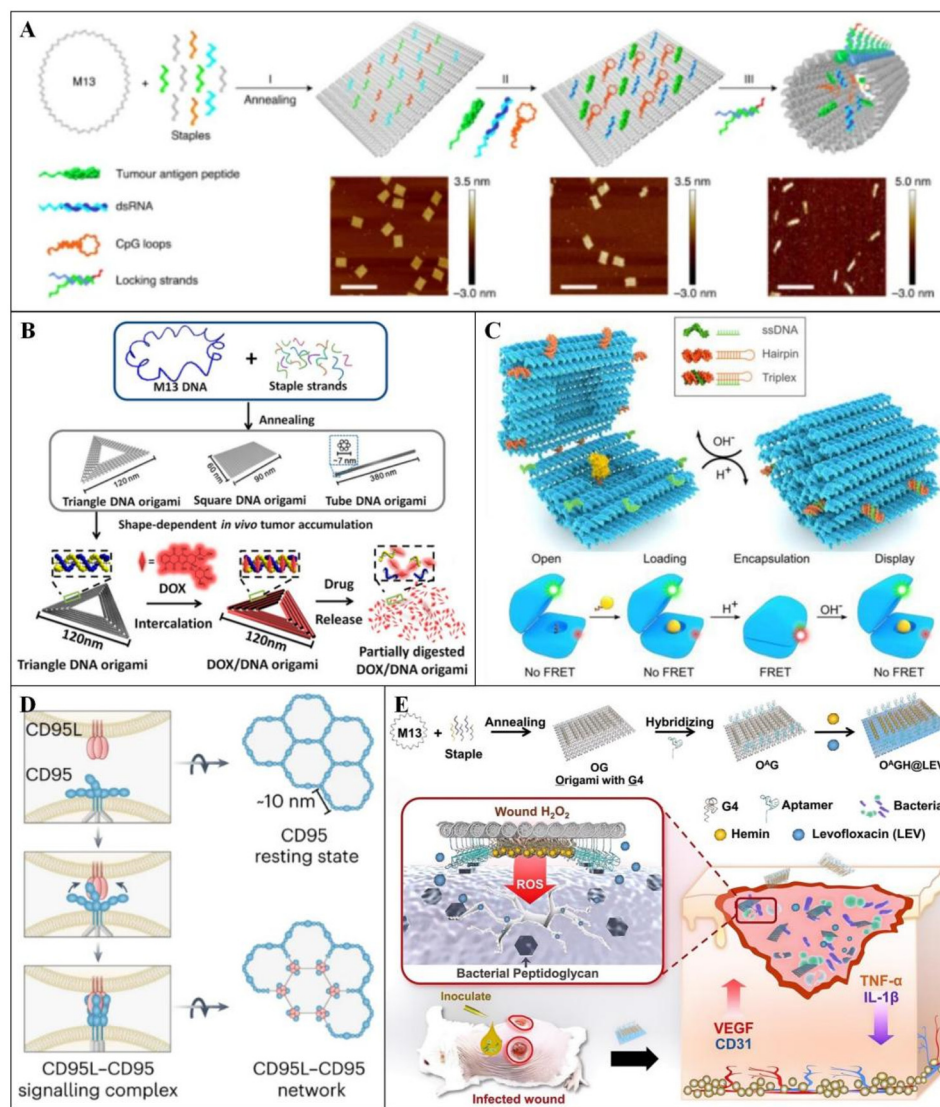 A
M13
+
Staples
I
Annealing
II
III
Tumour antigen peptide
dsRNA
CpG loops
Locking strands
3.5 nm
−3.0 nm
3.5 nm
−3.0 nm
5.0 nm
−3.0 nm
B
M13 DNA
+
Staple strands
Annealing
120 nm
Triangle DNA origami
60 nm
90 nm
Square DNA origami
~7 nm
380 nm
Tube DNA origami
Shape-dependent in vivo tumor accumulation
=
DOX
Intercalation
Drug
Release
120nm
Triangle DNA origami
120nm
DOX/DNA origami
Partially digested
DOX/DNA origami
C
ssDNA
Hairpin
Triplex
OH⁻
H⁺
Open
Loading
Encapsulation
Display
H⁺
OH⁻
No FRET
No FRET
FRET
No FRET
D
CD95L
CD95
~10 nm
CD95
resting state
CD95L–CD95
signalling complex
CD95L–CD95
network
E
M13
+
Staple
Annealing
OG
Origami with G4
Hybridizing
OᴬG
OᴬGH@LEV
G4
Aptamer
Bacteria
Hemin
Levofloxacin (LEV)
Wound H₂O₂
ROS
Bacterial Peptidoglycan
Inoculate
Infected wound
VEGF
CD31
TNF-α
IL-1β